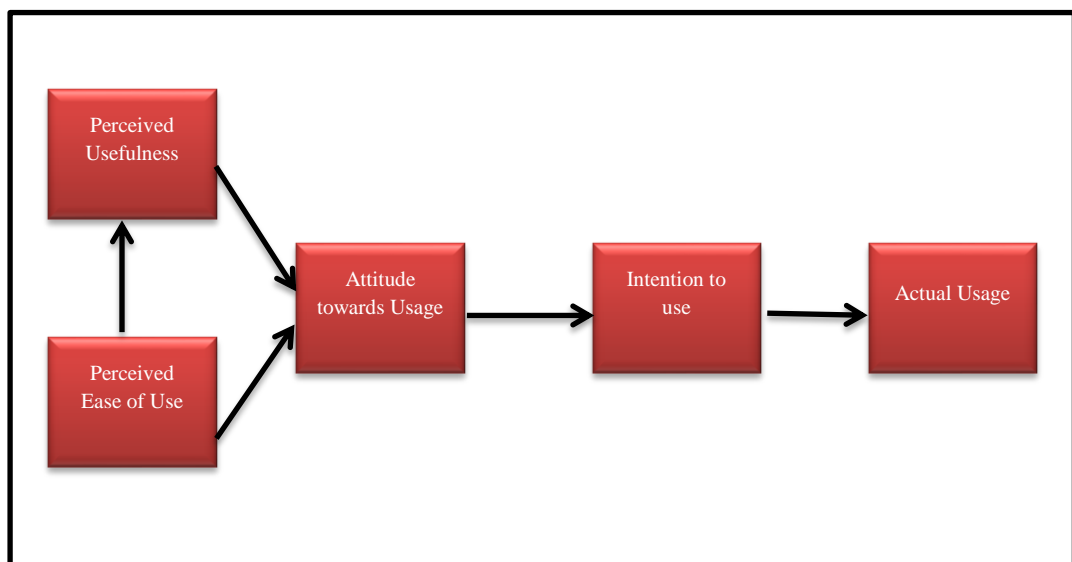 Perceived
Usefulness
Perceived
Ease of Use
Attitude
towards Usage
Intention to
use
Actual Usage